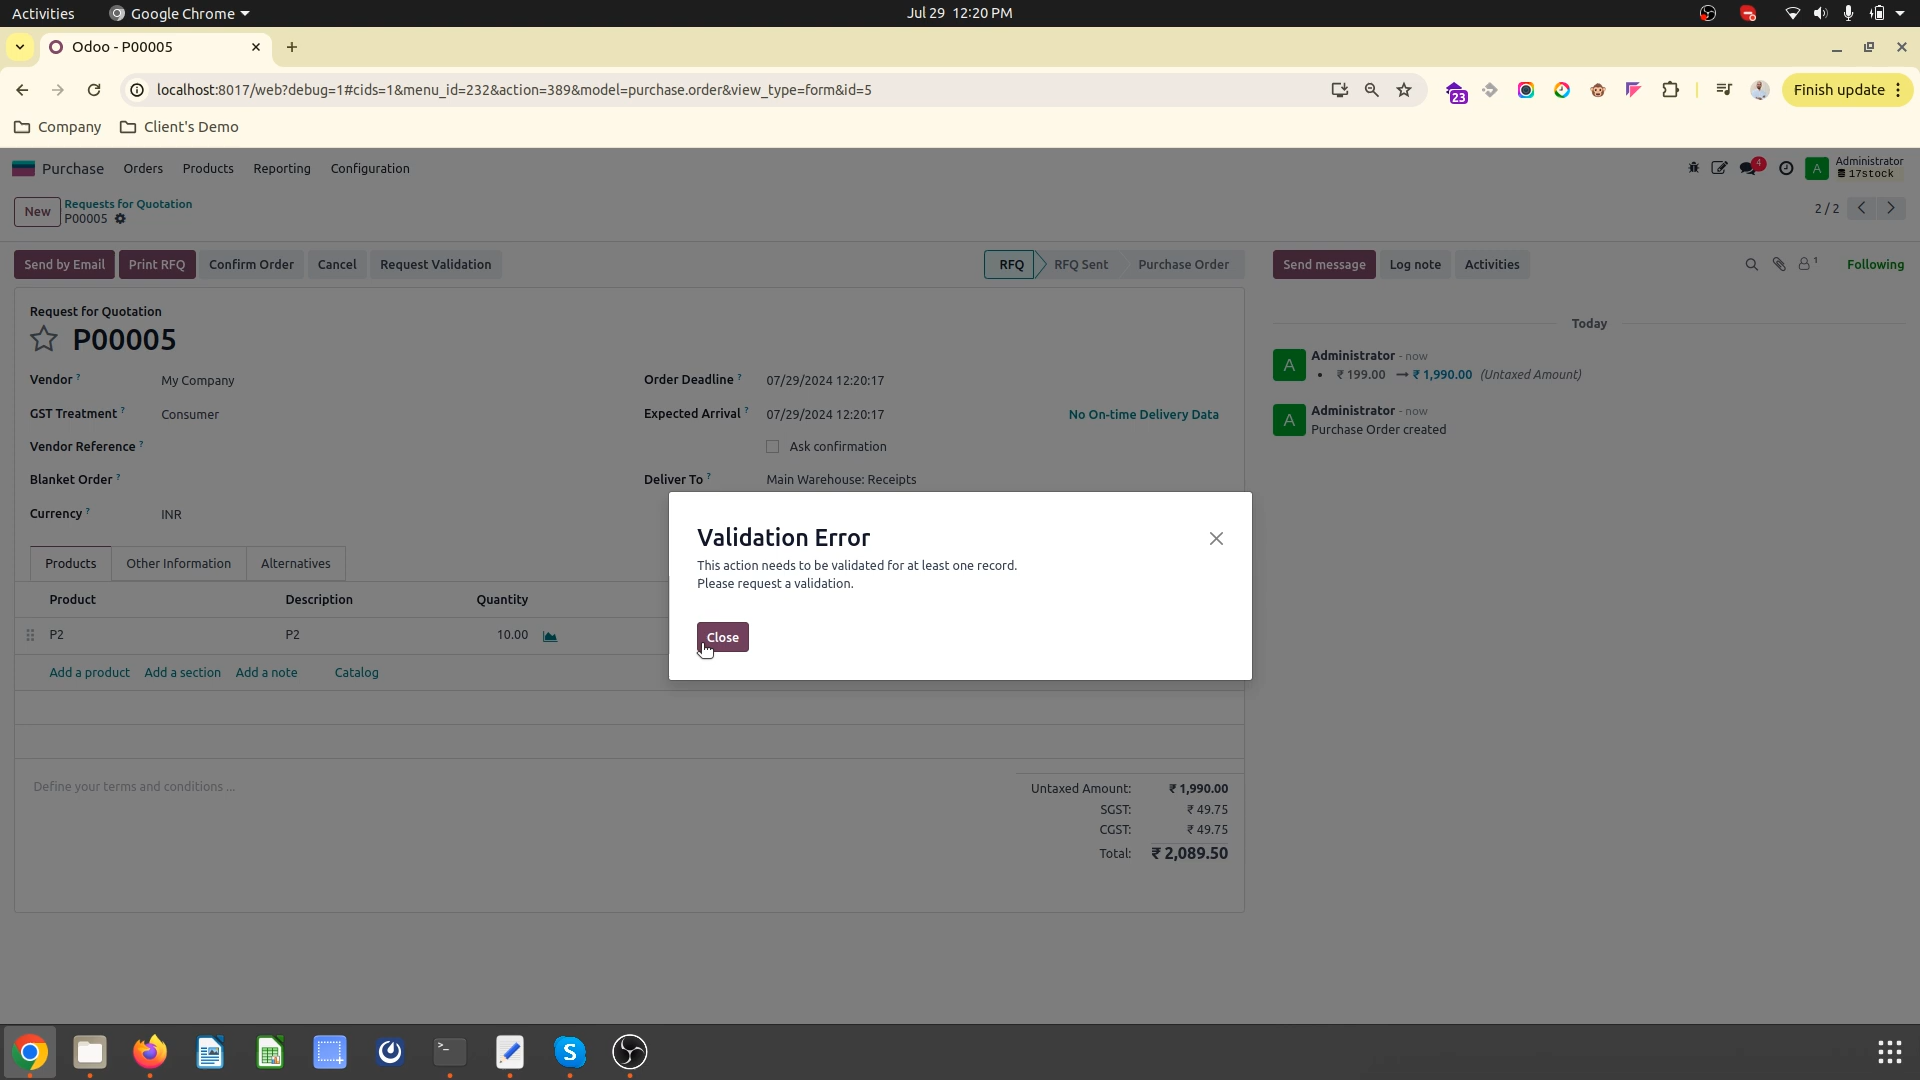 Activities
Google Chrome
Jul 29 12:20 PM
Odoo - P00005
localhost:8017/web?debug=1#cids=1&menu_id=232&action=389&model=purchase.order&view_type=form&id=5
23
Finish update
Company
Client's Demo
Purchase
Orders
Products
Reporting
Configuration
4
A
Administrator
17stock
New
Requests for Quotation
P00005
2 / 2
Send by Email
Print RFQ
Confirm Order
Cancel
Request Validation
RFQ
RFQ Sent
Purchase Order
Send message
Log note
Activities
1
Following
Request for Quotation
P00005
Vendor ?
My Company
GST Treatment ?
Consumer
Vendor Reference ?
Blanket Order ?
Currency ?
INR
Order Deadline ?
07/29/2024 12:20:17
Expected Arrival ?
07/29/2024 12:20:17
No On-time Delivery Data
Ask confirmation
Deliver To ?
Main Warehouse: Receipts
Today
A
Administrator - now
₹ 199.00 → ₹ 1,990.00 (Untaxed Amount)
A
Administrator - now
Purchase Order created
Validation Error
This action needs to be validated for at least one record.
Please request a validation.
Close
Products
Other Information
Alternatives
Product
Description
Quantity
P2
P2
10.00
Add a product
Add a section
Add a note
Catalog
Define your terms and conditions ...
Untaxed Amount: ₹ 1,990.00
SGST: ₹ 49.75
CGST: ₹ 49.75
Total: ₹ 2,089.50